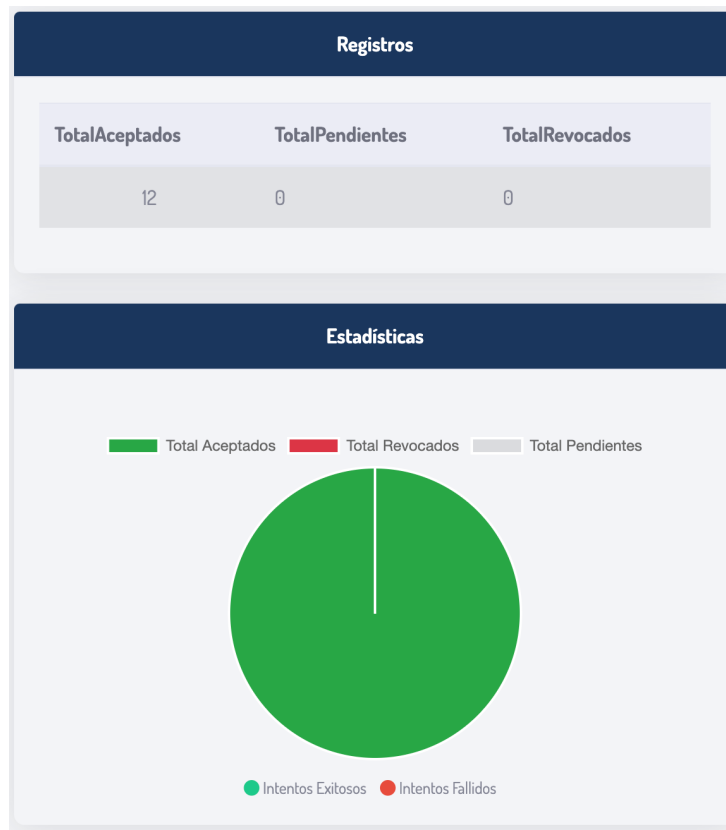 Registros
TotalAceptados TotalPendientes TotalRevocados
12 0 0
Estadísticas
Total Aceptados Total Revocados Total Pendientes
Intentos Exitosos Intentos Fallidos